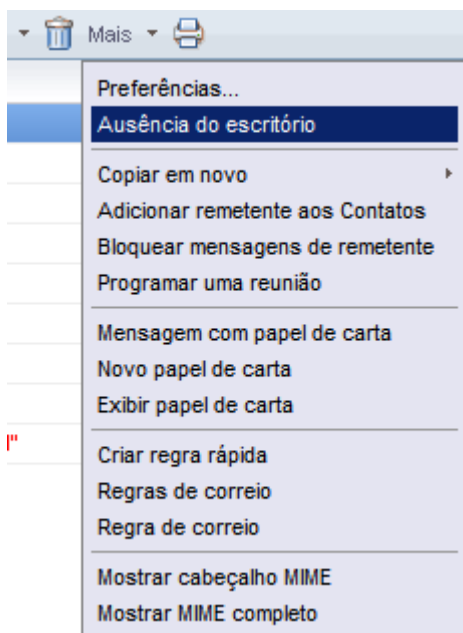 Mais
Preferências...
Ausência do escritório
Copiar em novo
Adicionar remetente aos Contatos
Bloquear mensagens de remetente
Programar uma reunião
Mensagem com papel de carta
Novo papel de carta
Exibir papel de carta
Criar regra rápida
Regras de correio
Regra de correio
Mostrar cabeçalho MIME
Mostrar MIME completo